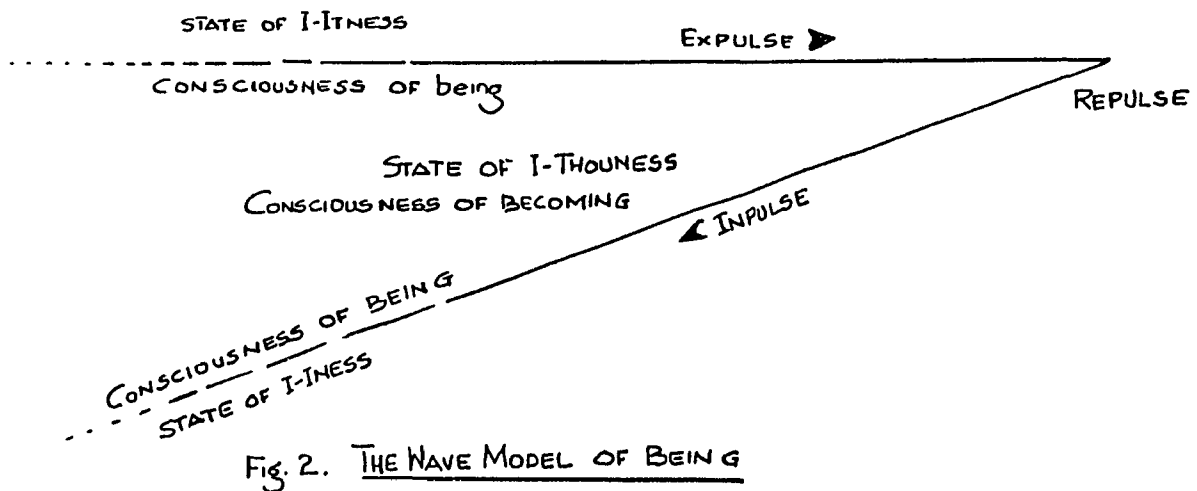 STATE OF I-ITNESS
EXPULSE
CONSCIOUSNESS OF being
REPULSE
STATE OF I-THOUNESS
CONSCIOUSNESS OF BECOMING
INPULSE
CONSCIOUSNESS OF BEING
STATE OF I-INESS
Fig. 2. THE WAVE MODEL OF BEING